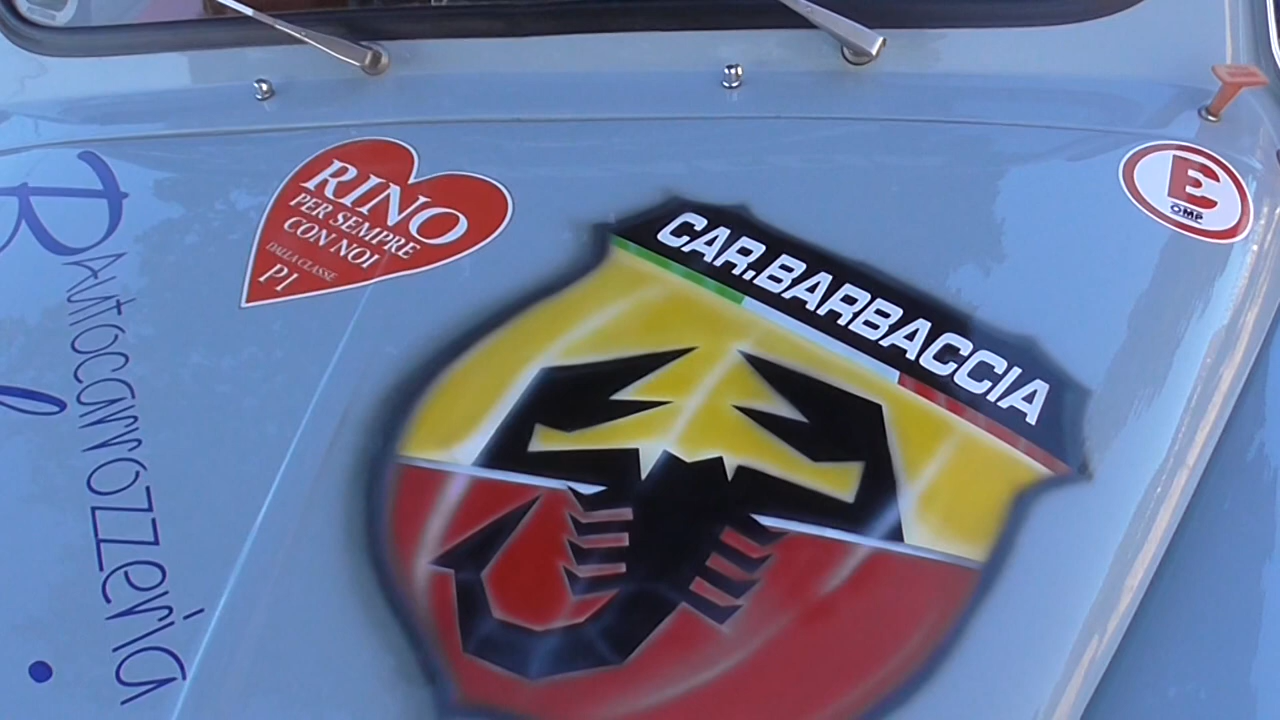 RINO
PER SEMPRE
CON NOI
DALLA CLASSE
P1
CAR.BARBACCIA
E
OMP
Autocarrozzeria